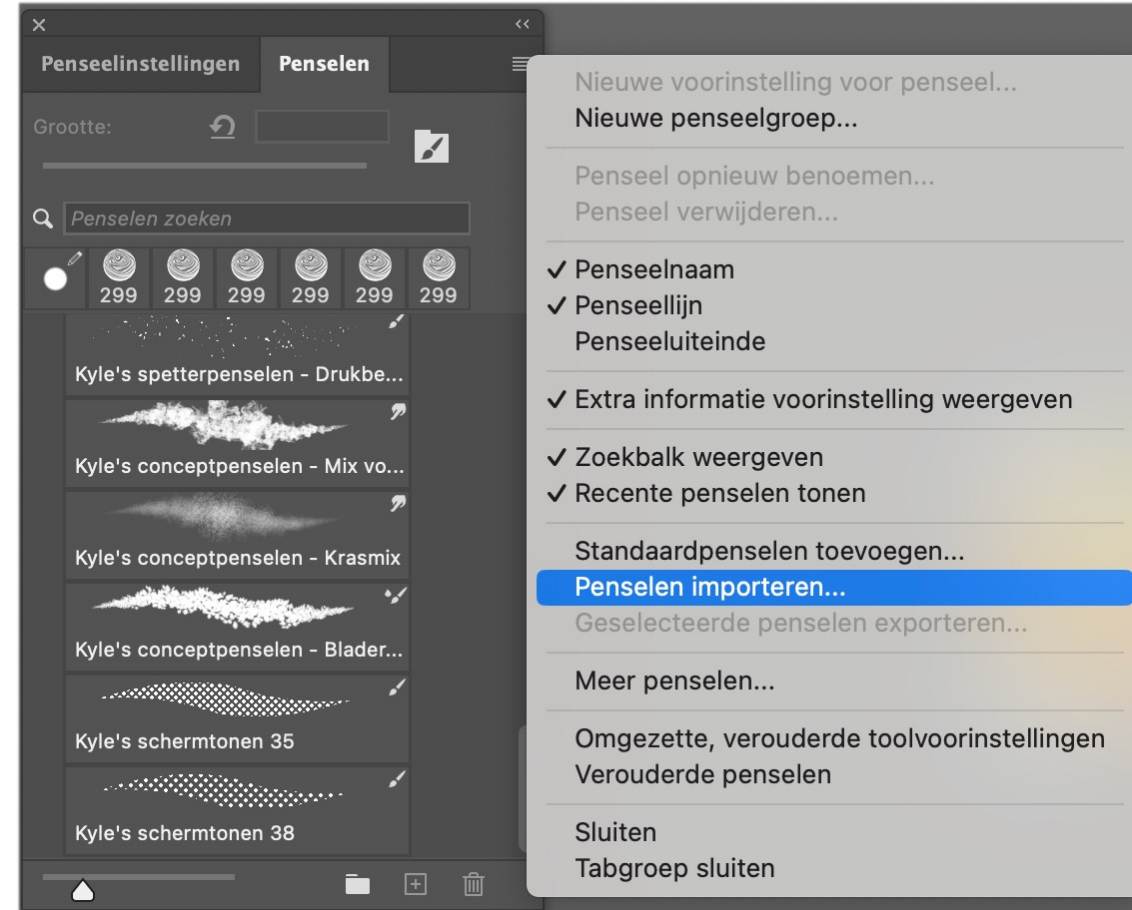 Penseelinstellingen Penselen
Grootte:
Penselen zoeken
299 299 299 299 299 299
Kyle's spetterpenselen - Drukbe...
Kyle's conceptpenselen - Mix vo...
Kyle's conceptpenselen - Krasmix
Kyle's conceptpenselen - Blader...
Kyle's schermtonen 35
Kyle's schermtonen 38
Nieuwe voorinstelling voor penseel...
Nieuwe penseelgroep...
Penseel opnieuw benoemen...
Penseel verwijderen...
Penseelnaam
Penseellijn
Penseeluiteinde
Extra informatie voorinstelling weergeven
Zoekbalk weergeven
Recente penselen tonen
Standaardpenselen toevoegen...
Penselen importeren...
Geselecteerde penselen exporteren...
Meer penselen...
Omgezette, verouderde toolvoorinstellingen
Verouderde penselen
Sluiten
Tabgroep sluiten